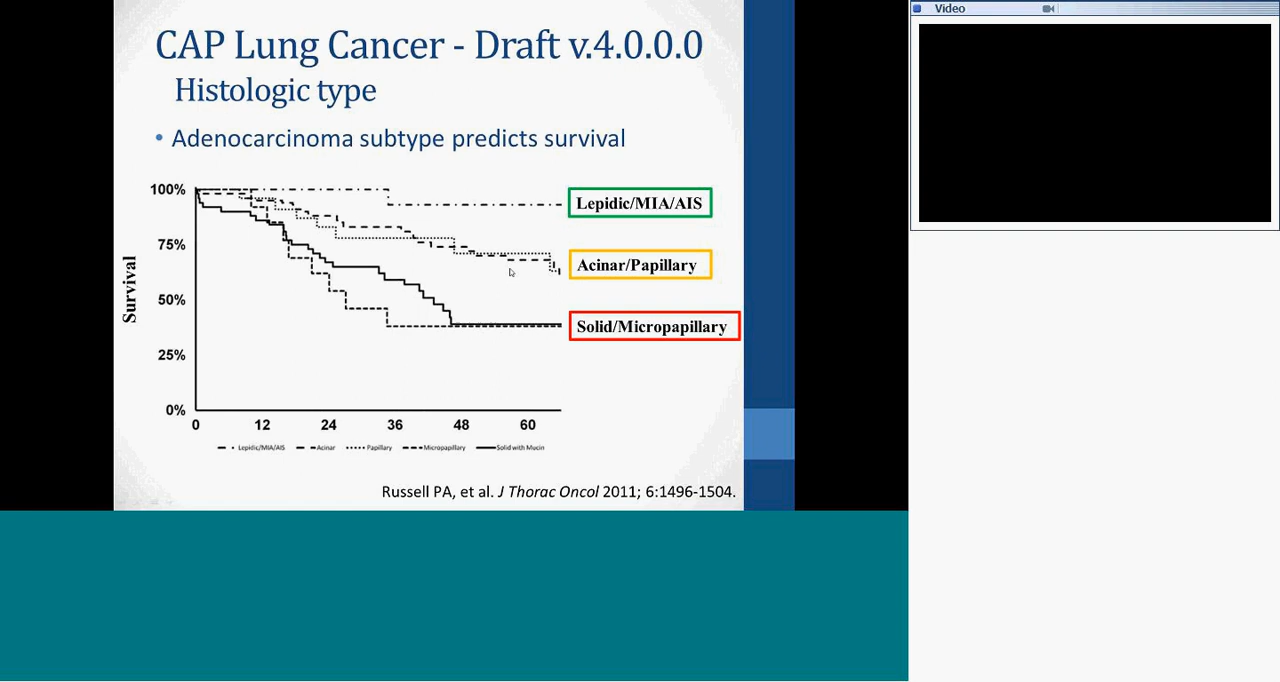 Video
CAP Lung Cancer - Draft v.4.0.0.0
Histologic type
• Adenocarcinoma subtype predicts survival
Survival
100%
75%
50%
25%
0%
Lepidic/MIA/AIS
Acinar/Papillary
Solid/Micropapillary
0 12 24 36 48 60
Lepidic/MIA/AIS Acinar Papillary Micropapillary Solid with Mucin
Russell PA, et al. J Thorac Oncol 2011; 6:1496-1504.